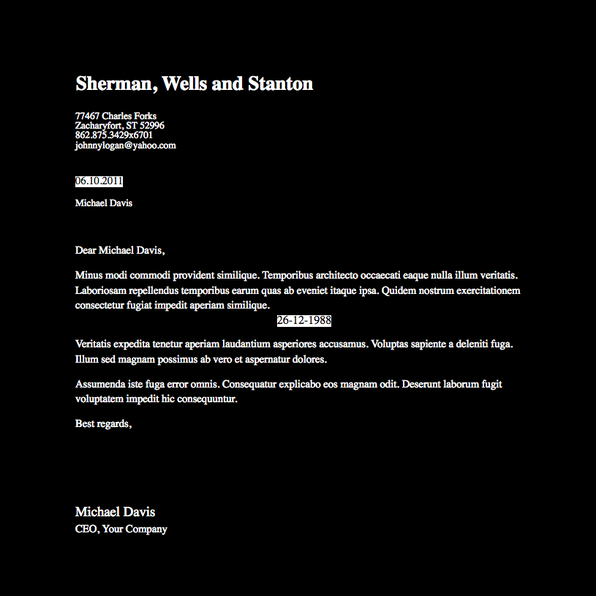 Sherman, Wells and Stanton
77467 Charles Forks
Zacharyfort, ST 52996
862.875.3429x6701
johnnylogan@yahoo.com
06.10.2011
Michael Davis
Dear Michael Davis,
Minus modi commodi provident similique. Temporibus architecto occaecati eaque nulla illum veritatis.
Laboriosam repellendus temporibus earum quas ab eveniet itaque ipsa. Quidem nostrum exercitationem
consectetur fugiat impedit aperiam similique.
26-12-1988
Veritatis expedita tenetur aperiam laudantium asperiores accusamus. Voluptas sapiente a deleniti fuga.
Illum sed magnam possimus ab vero et aspernatur dolores.
Assumenda iste fuga error omnis. Consequatur explicabo eos magnam odit. Deserunt laborum fugit
voluptatem impedit hic consequuntur.
Best regards,
Michael Davis
CEO, Your Company